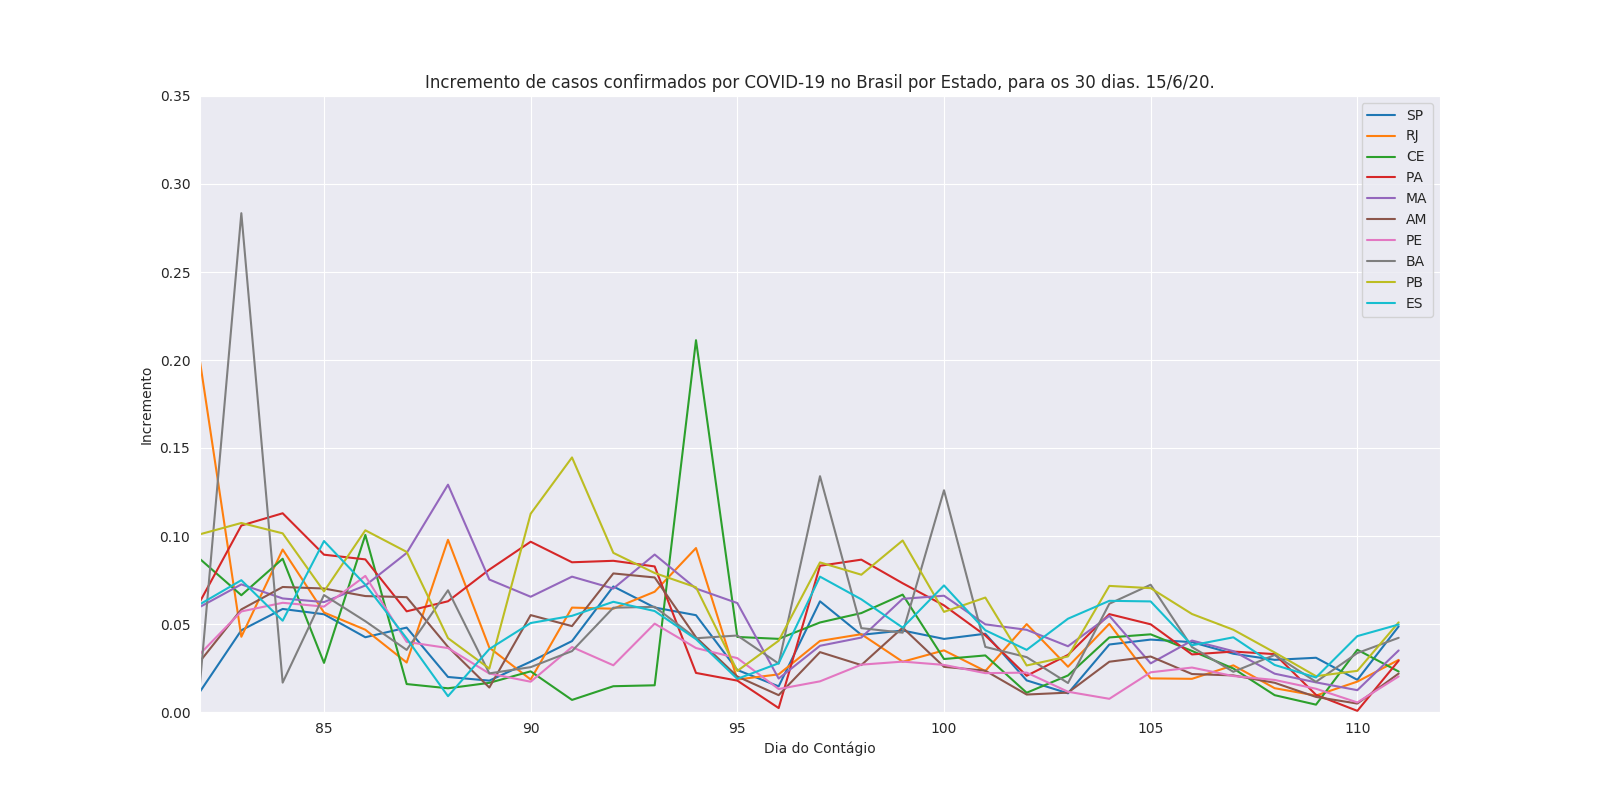 Incremento de casos confirmados por COVID-19 no Brasil por Estado, para os 30 dias. 15/6/20.
0.35
0.30
0.25
0.20
0.15
0.10
0.05
0.00
Incremento
SP
RJ
CE
PA
MA
AM
PE
BA
PB
ES
85
90
95
100
105
110
Dia do Contágio